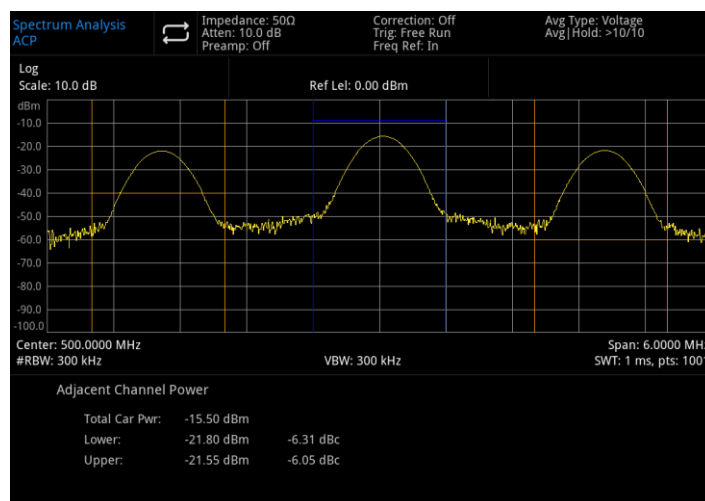 Spectrum Analysis
ACP
Impedance: 50Ω
Atten: 10.0 dB
Preamp: Off
Correction: Off
Trig: Free Run
Freq Ref: In
Avg Type: Voltage
Avg|Hold: >10/10
Log
Scale: 10.0 dB
Ref Lel: 0.00 dBm
dBm
-10.0
-20.0
-30.0
-40.0
-50.0
-60.0
-70.0
-80.0
-90.0
-100.0
Center: 500.0000 MHz
Span: 6.0000 MH
#RBW: 300 kHz
VBW: 300 kHz
SWT: 1 ms, pts: 1001
Adjacent Channel Power
Total Car Pwr: -15.50 dBm
Lower: -21.80 dBm -6.31 dBc
Upper: -21.55 dBm -6.05 dBc